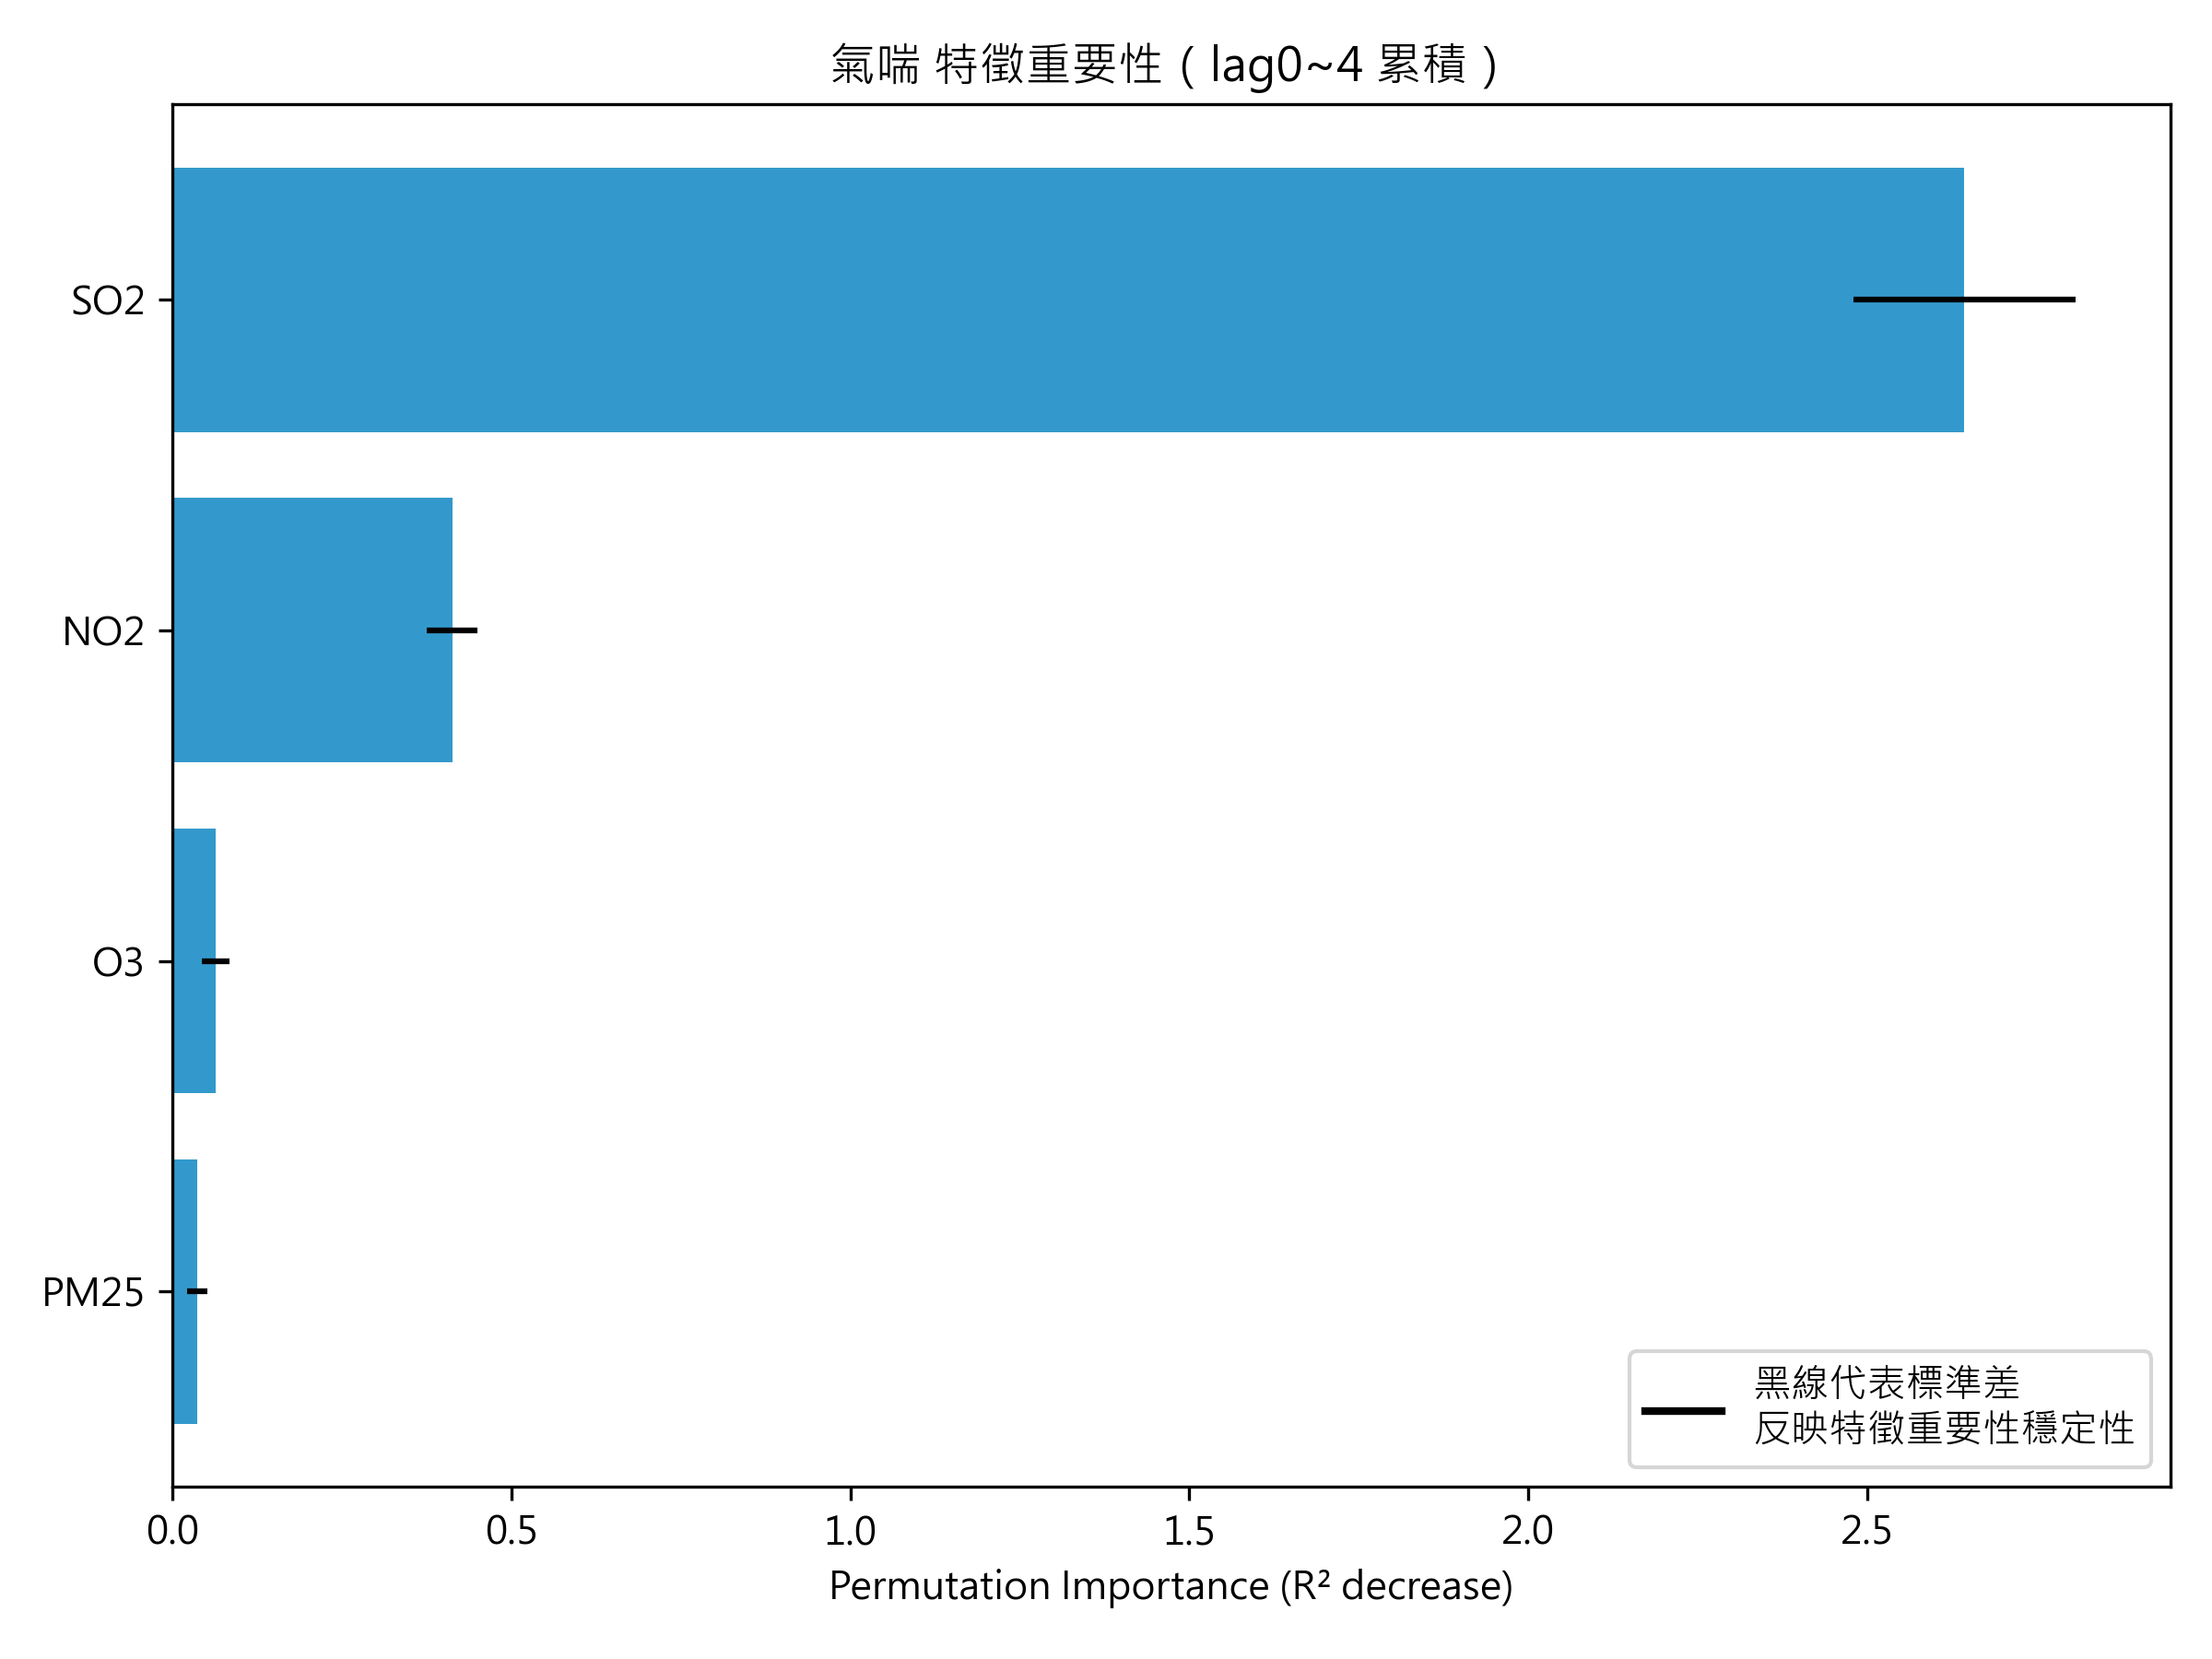 氣喘 特徵重要性（lag0~4 累積）
SO2
NO2
O3
PM25
黑線代表標準差
反映特徵重要性穩定性
0.0 0.5 1.0 1.5 2.0 2.5
Permutation Importance (R² decrease)